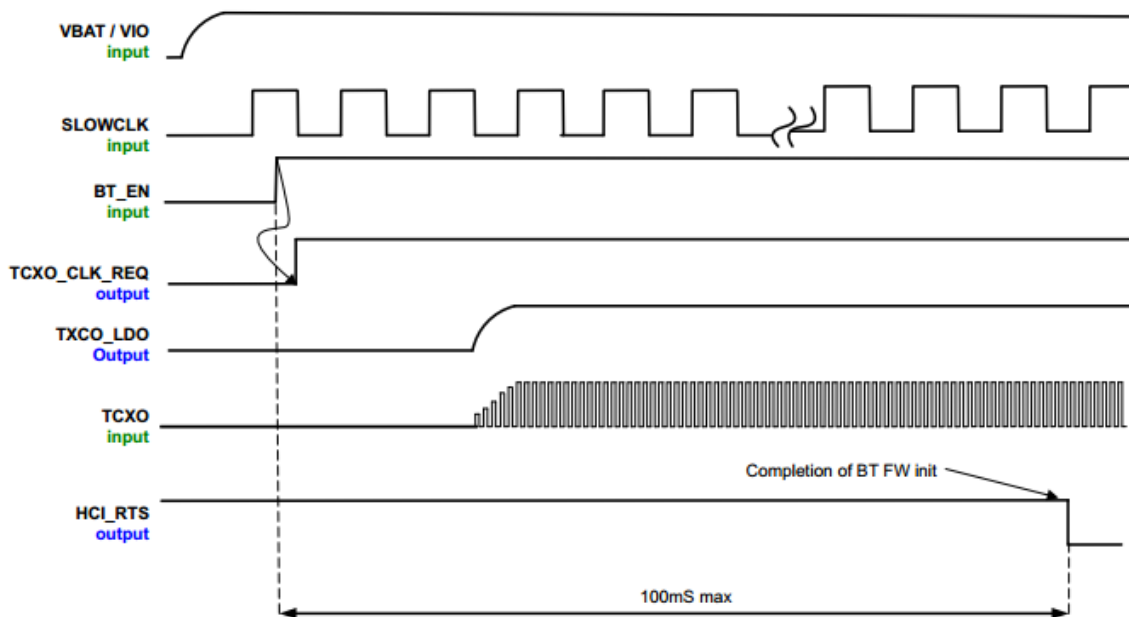 VBAT / VIO
input
SLOWCLK
input
BT_EN
input
TCXO_CLK_REQ
output
TXCO_LDO
Output
TCXO
input
Completion of BT FW init
HCI_RTS
output
100mS max